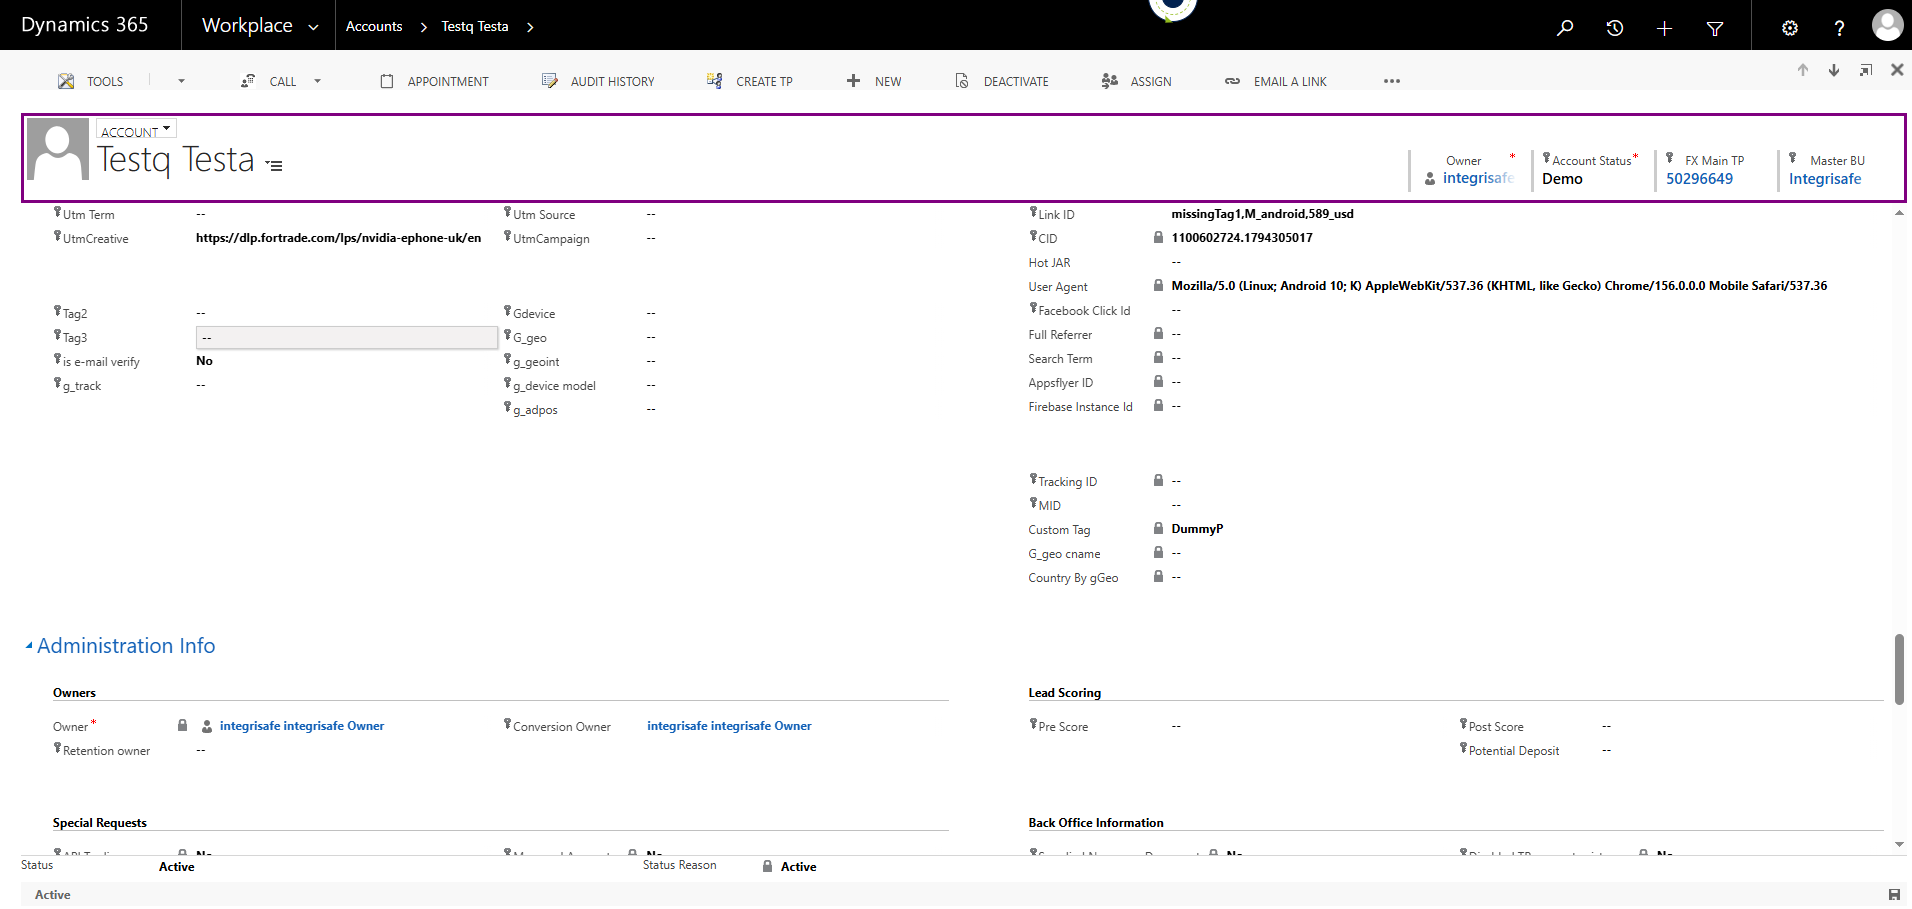 Dynamics 365 Workplace Accounts Testq Testa
TOOLS CALL APPOINTMENT AUDIT HISTORY CREATE TP NEW DEACTIVATE ASSIGN EMAIL A LINK
ACCOUNT
Testq Testa
Owner * Account Status * FX Main TP Master BU
integrisafe Demo 50296649 Integrisafe
Utm Term -- Utm Source -- Link ID missingTag1,M_android,589_usd
UtmCreative https://dlp.fortrade.com/lps/nvidia-ephone-uk/en UtmCampaign -- CID 1100602724.1794305017
Hot JAR --
User Agent Mozilla/5.0 (Linux; Android 10; K) AppleWebKit/537.36 (KHTML, like Gecko) Chrome/156.0.0.0 Mobile Safari/537.36
Tag2 -- Gdevice -- Facebook Click Id --
Tag3 -- G_geo -- Full Referrer --
is e-mail verify No g_geoint -- Search Term --
g_track -- g_device model -- Appsflyer ID --
g_adpos -- Firebase Instance Id --
Tracking ID --
MID --
Custom Tag DummyP
G_geo cname --
Country By gGeo --
Administration Info
Owners Lead Scoring
Owner * integrisafe integrisafe Owner Conversion Owner integrisafe integrisafe Owner Pre Score -- Post Score --
Retention owner -- Potential Deposit --
Special Requests Back Office Information
No No No No
Status Active Status Reason Active
Active